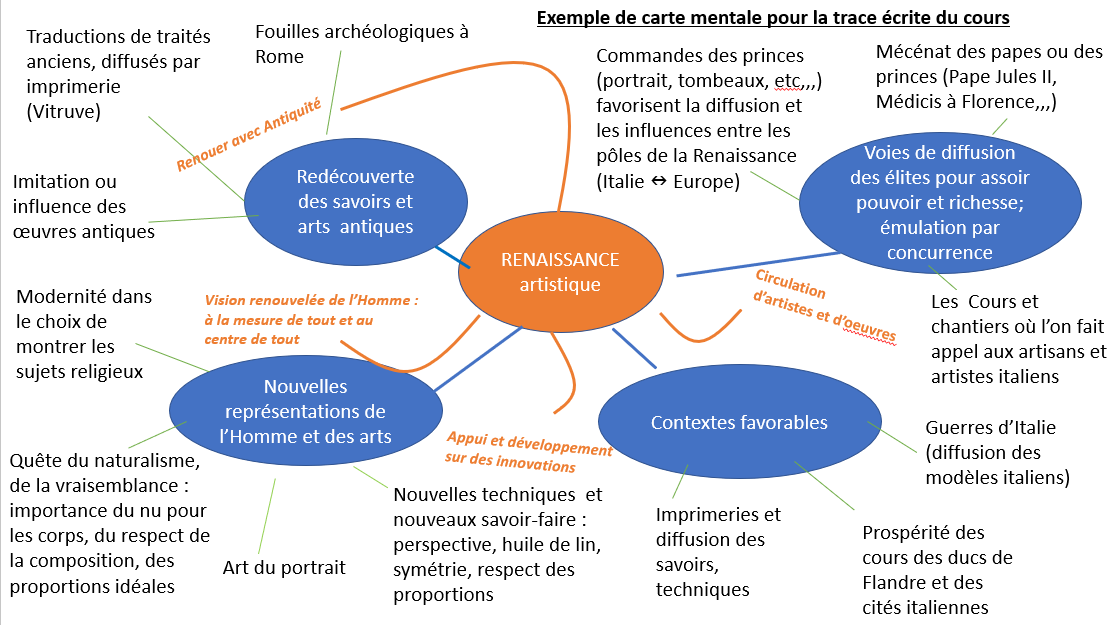 Exemple de carte mentale pour la trace écrite du cours
Traductions de traités
anciens, diffusés par
imprimerie
(Vitruve)
Fouilles archéologiques à
Rome
Renouer avec Antiquité
Imitation ou
influence des
œuvres antiques
Redécouverte
des savoirs et
arts antiques
Commandes des princes
(portrait, tombeaux, etc,,,)
favorisent la diffusion et
les influences entre les
pôles de la Renaissance
(Italie ↔ Europe)
Mécénat des papes ou des
princes (Pape Jules II,
Médicis à Florence,,,)
Voies de diffusion
des élites pour assoir
pouvoir et richesse;
émulation par
concurrence
RENAISSANCE
artistique
Circulation
d'artistes et d'oeuvres
Les Cours et
chantiers où l'on fait
appel aux artisans et
artistes italiens
Modernité dans
le choix de
montrer les
sujets religieux
Vision renouvelée de l'Homme :
à la mesure de tout et au
centre de tout
Nouvelles
représentations de
l'Homme et des arts
Appui et développement
sur des innovations
Contextes favorables
Guerres d'Italie
(diffusion des
modèles italiens)
Quête du naturalisme,
de la vraisemblance :
importance du nu pour
les corps, du respect de
la composition, des
proportions idéales
Art du portrait
Nouvelles techniques et
nouveaux savoir-faire :
perspective, huile de lin,
symétrie, respect des
proportions
Imprimeries et
diffusion des
savoirs,
techniques
Prospérité des
cours des ducs de
Flandre et des
cités italiennes